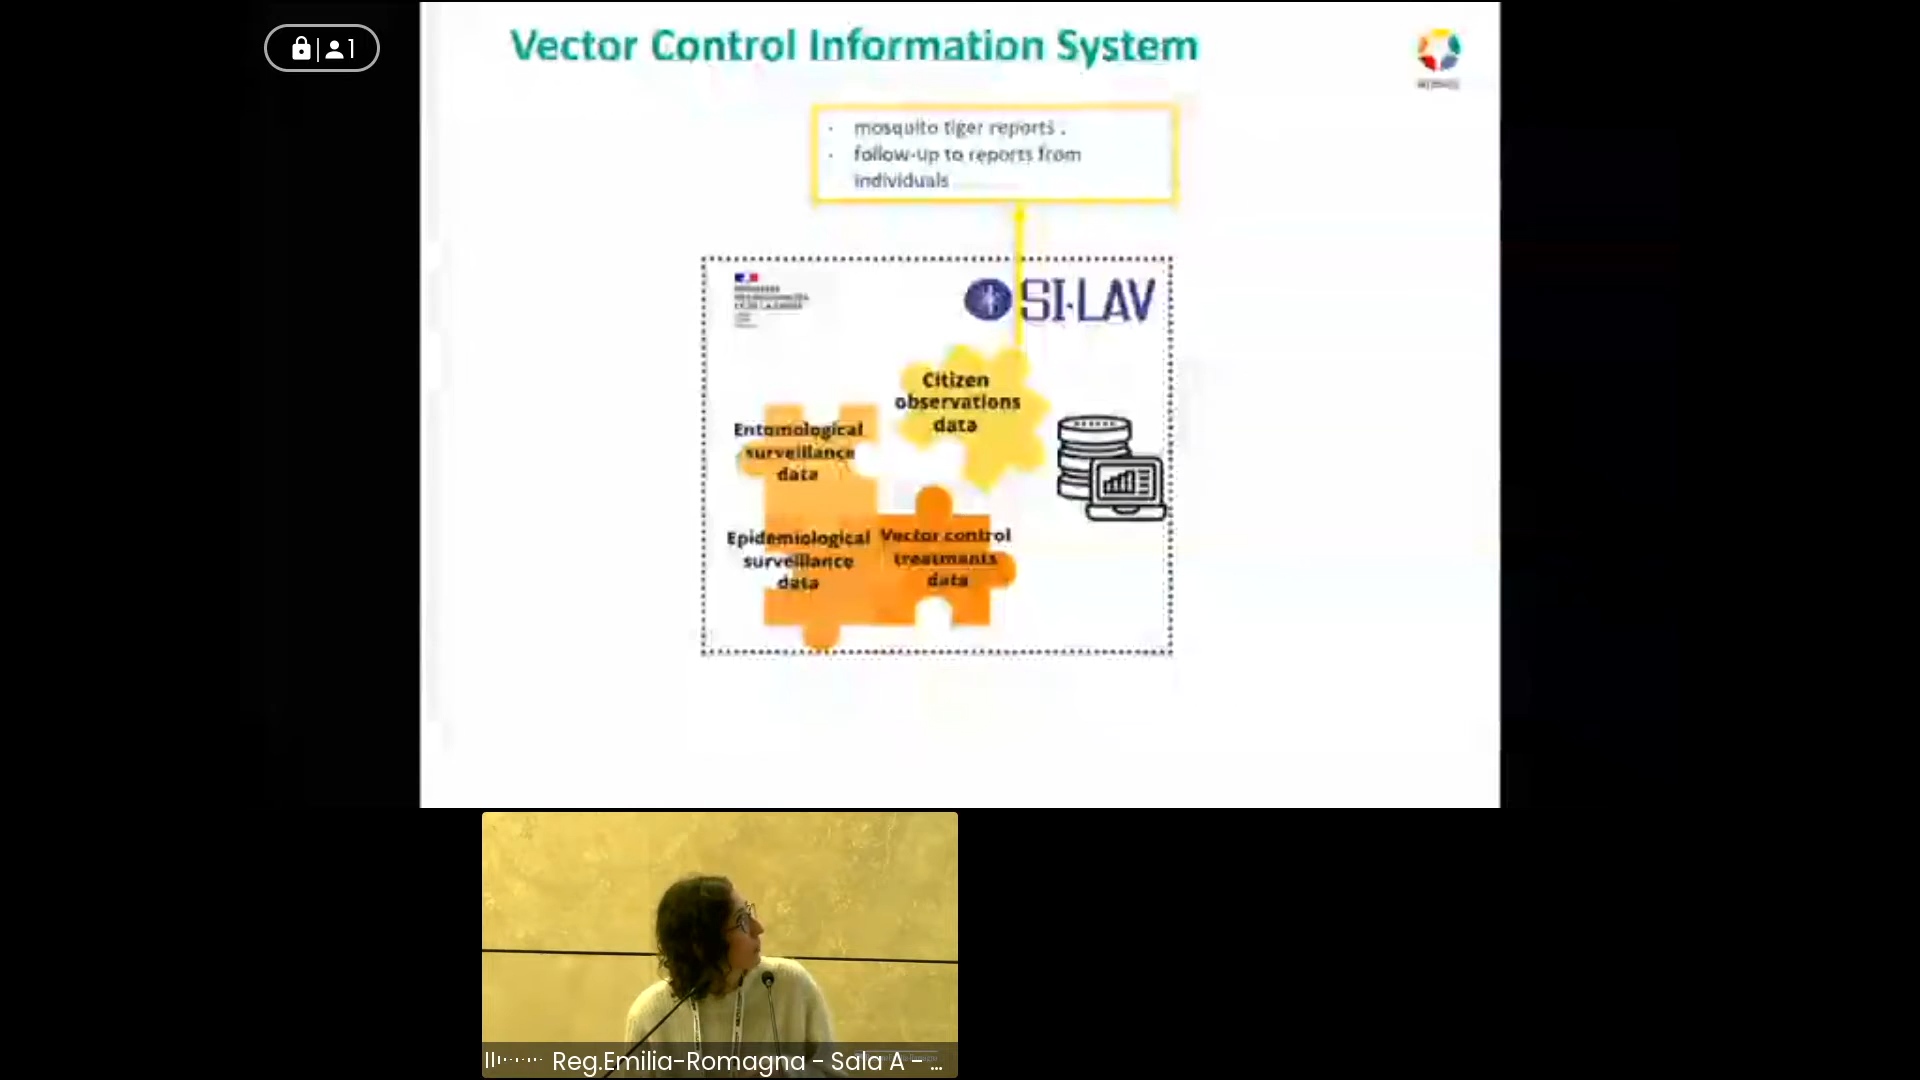 Vector Control Information System
1
· mosquito tiger reports .
· follow-up to reports from
individuals
SI-LAV
Citizen
observations
data
Entomological
surveillance
data
Epidemiological
surveillance
data
Vector control
treatments
data
Reg.Emilia-Romagna - Sala A - ...